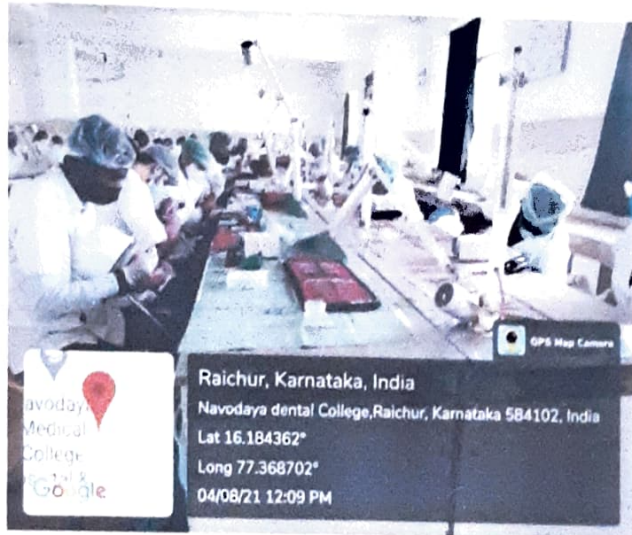 GPS Map Camera
Raichur, Karnataka, India
Navodaya dental College,Raichur, Karnataka 584102, India
Lat 16.184362°
Long 77.368702°
04/08/21 12:09 PM
avoday
Medical
College
Google